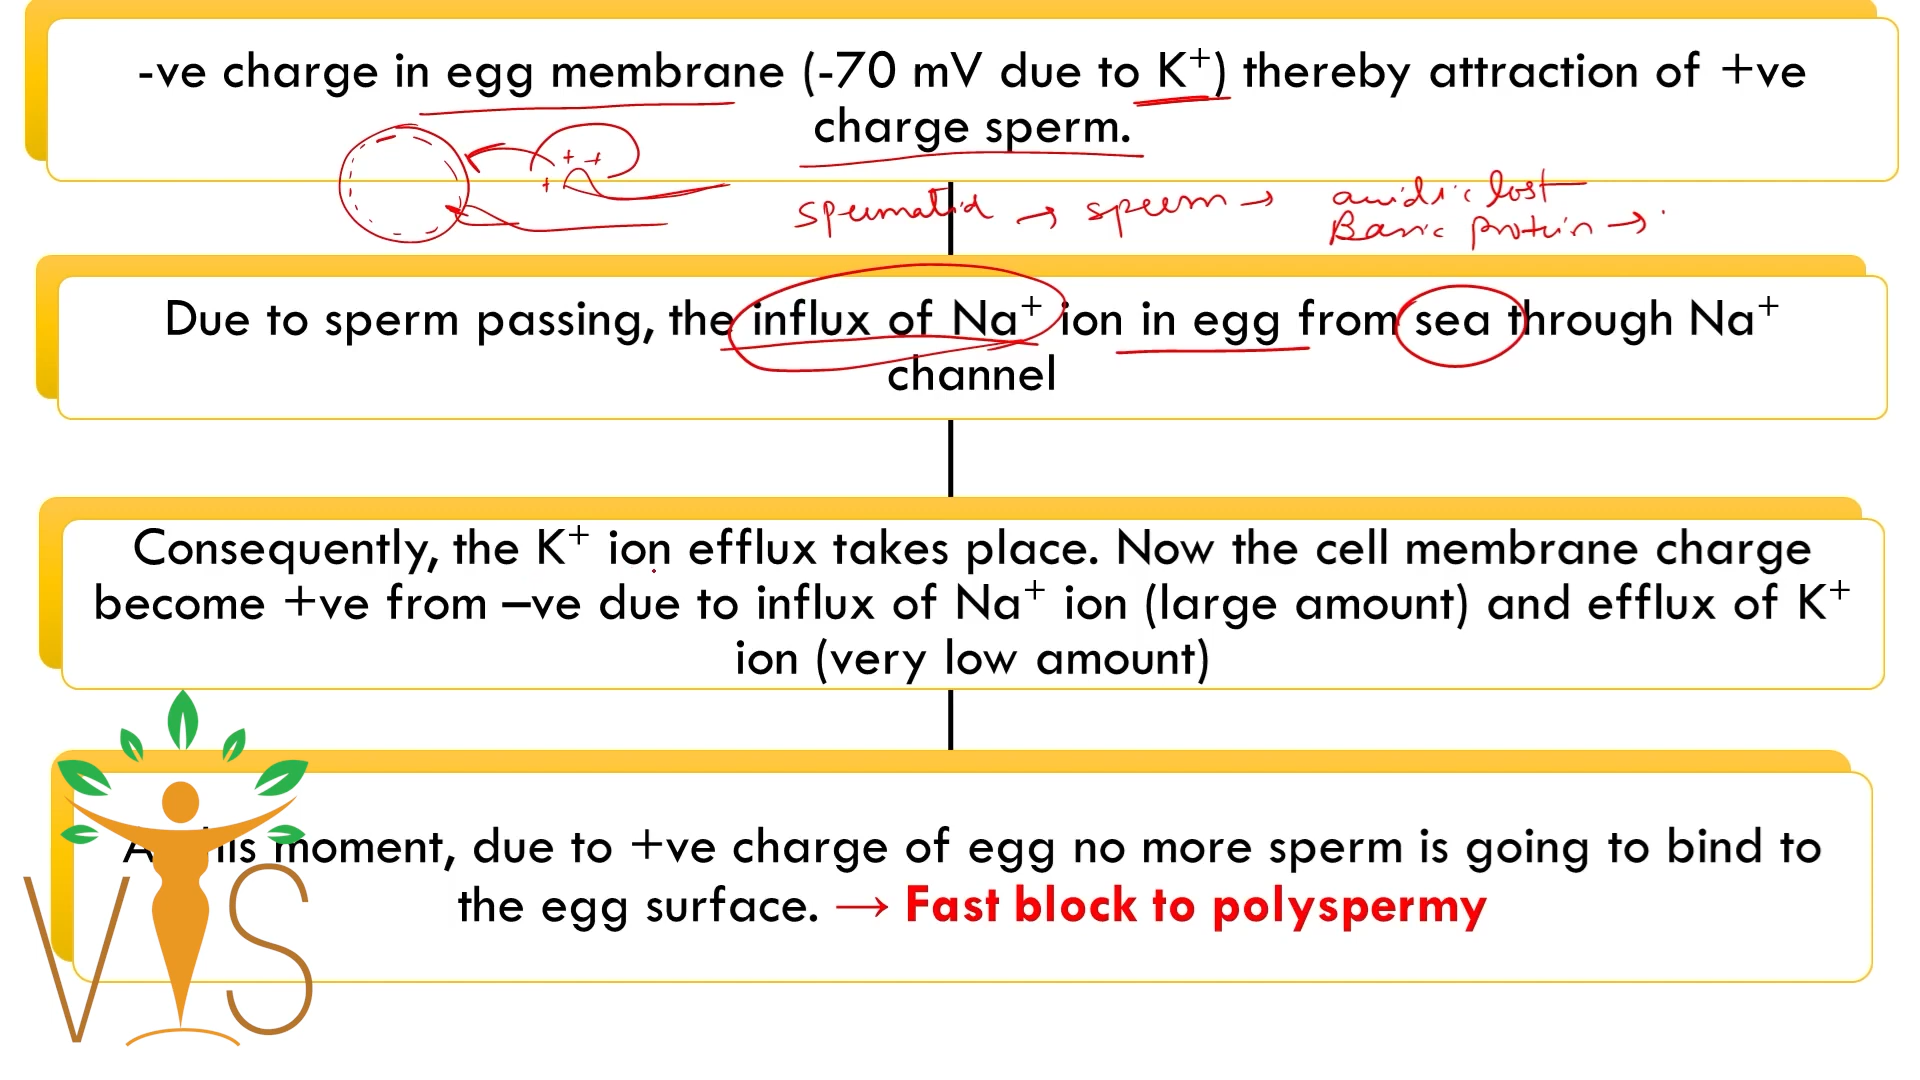 -ve charge in egg membrane (-70 mV due to K⁺) thereby attraction of +ve
charge sperm.
+ +
+
spermatid → sperm → acidic lost
Basic protein →
Due to sperm passing, the influx of Na⁺ ion in egg from sea through Na⁺
channel
Consequently, the K⁺ ion efflux takes place. Now the cell membrane charge
become +ve from –ve due to influx of Na⁺ ion (large amount) and efflux of K⁺
ion (very low amount)
moment, due to +ve charge of egg no more sperm is going to bind to
the egg surface. → Fast block to polyspermy
V S